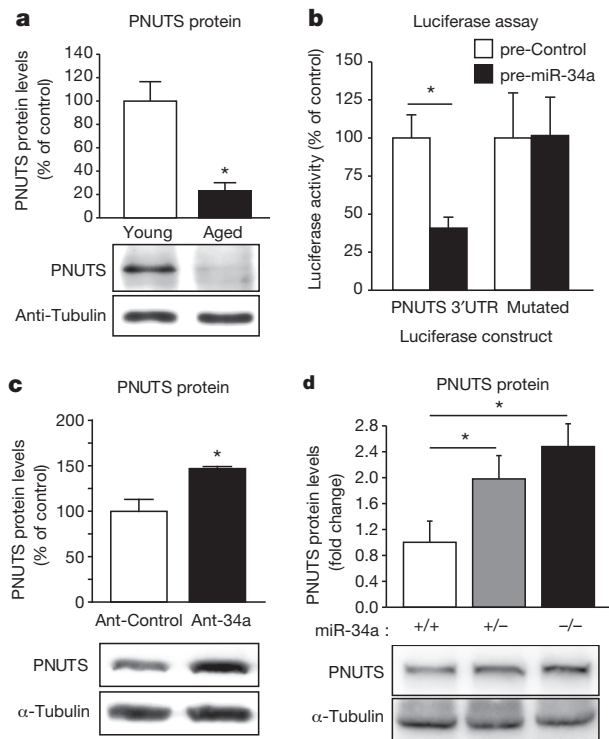 a
PNUTS protein
PNUTS protein levels
(% of control)
140
120
100
80
60
40
20
0
*
Young Aged
PNUTS
Anti-Tubulin
b
Luciferase assay
pre-Control
pre-miR-34a
Luciferase activity (% of control)
150
125
100
75
50
25
0
*
PNUTS 3′UTR Mutated
Luciferase construct
c
PNUTS protein
PNUTS protein levels
(% of control)
200
150
100
50
0
*
Ant-Control Ant-34a
PNUTS
α-Tubulin
d
PNUTS protein
PNUTS protein levels
(fold change)
2.8
2.4
2.0
1.6
1.2
0.8
0.4
0.0
*
*
miR-34a : +/+ +/− −/−
PNUTS
α-Tubulin